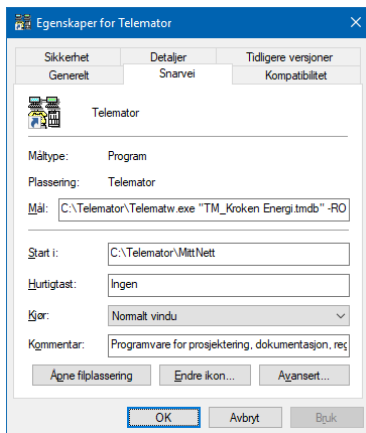 Egenskaper for Telemator
Sikkerhet Detaljer Tidligere versjoner
Generelt Snarvei Kompatibilitet
Telemator
Måltype: Program
Plassering: Telemator
Mål: C:\Telemator\Telematw.exe "TM_Kroken Energi.tmdb" -RO
Start i: C:\Telemator\MittNett
Hurtigtast: Ingen
Kjør: Normalt vindu
Kommentar: Programvare for prosjektering, dokumentasjon, reg
Åpne filplassering Endre ikon... Avansert...
OK Avbryt Bruk